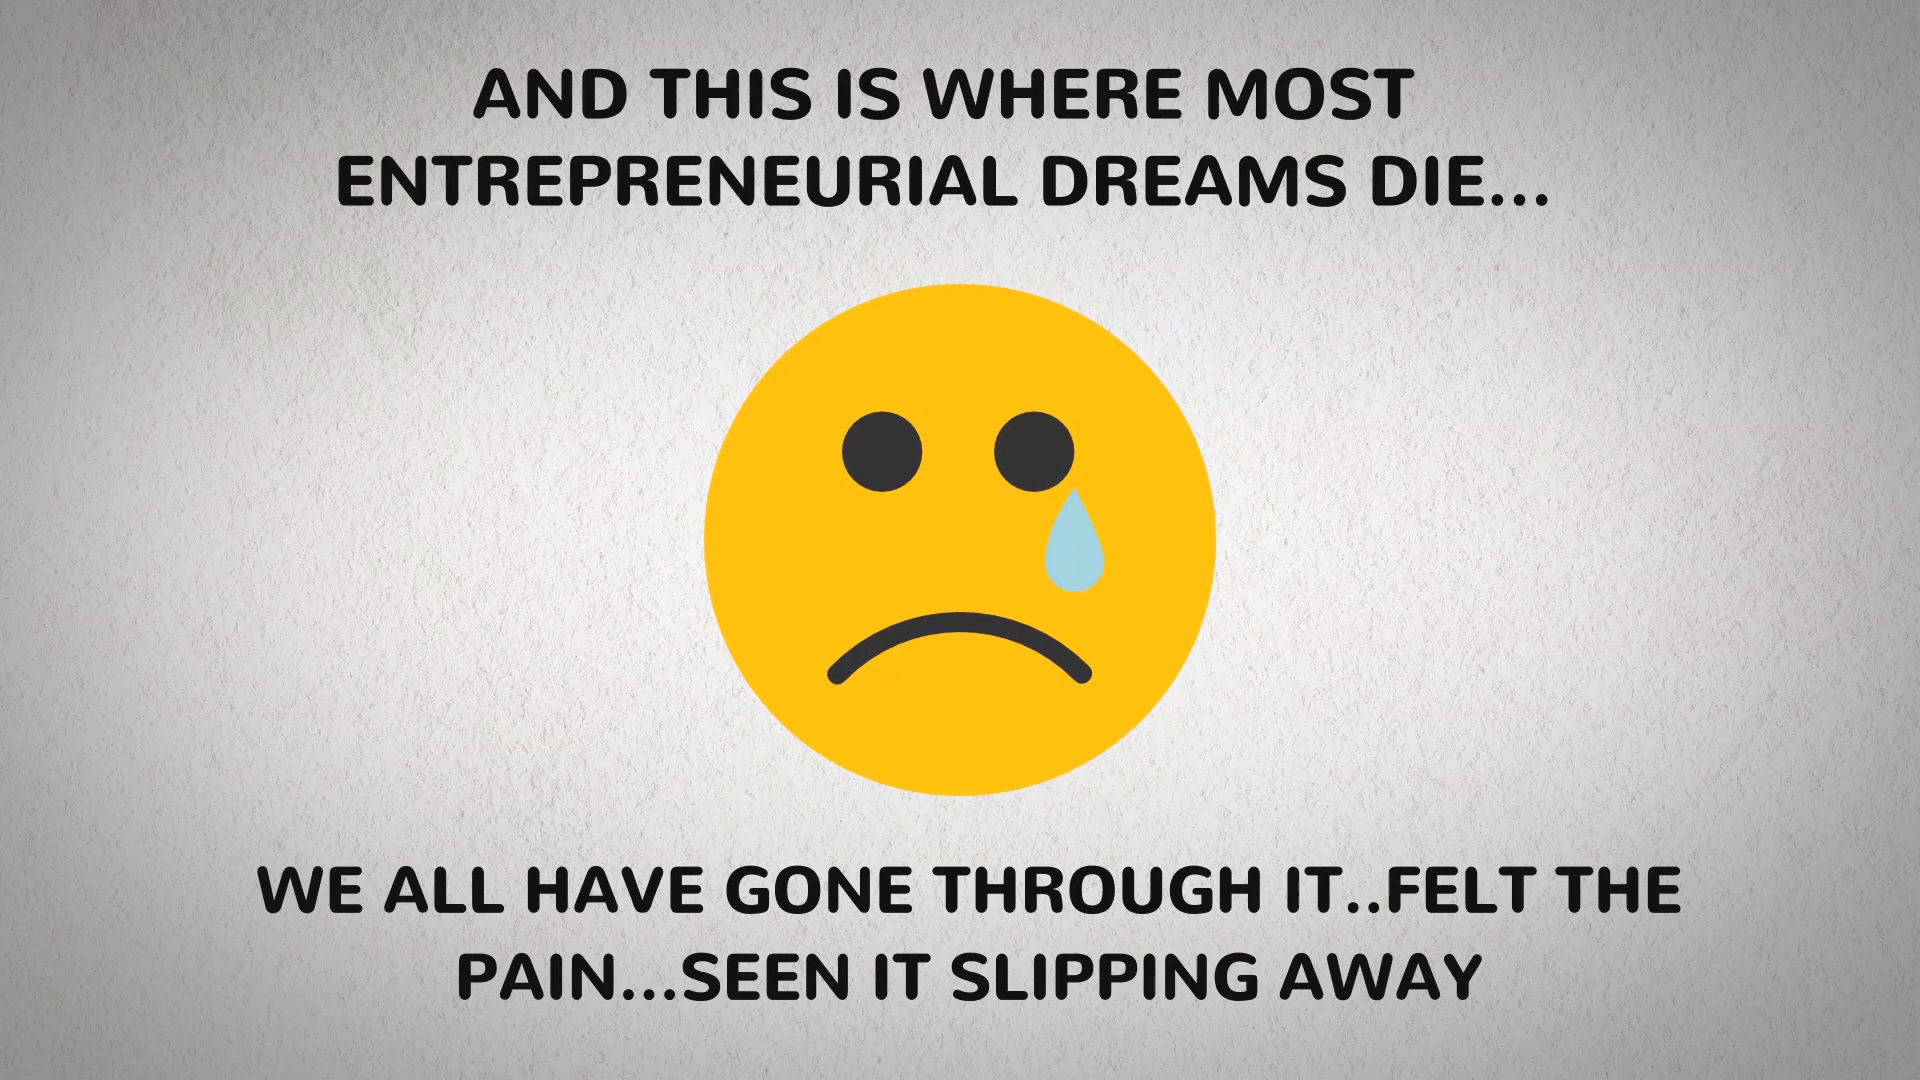 AND THIS IS WHERE MOST
ENTREPRENEURIAL DREAMS DIE...
WE ALL HAVE GONE THROUGH IT..FELT THE
PAIN...SEEN IT SLIPPING AWAY